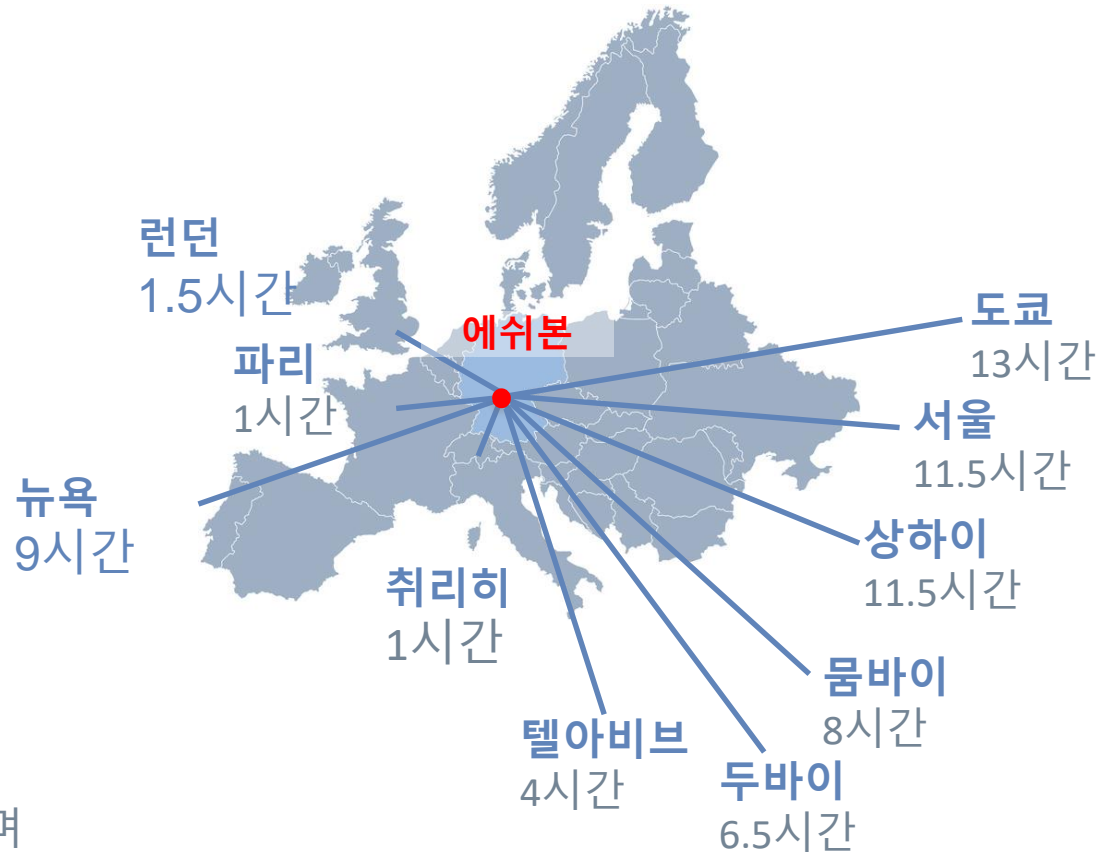 런던
1.5시간
에쉬본
도쿄
13시간
파리
1시간
서울
11.5시간
뉴욕
9시간
상하이
11.5시간
취리히
1시간
뭄바이
8시간
텔아비브
4시간
두바이
6.5시간
며